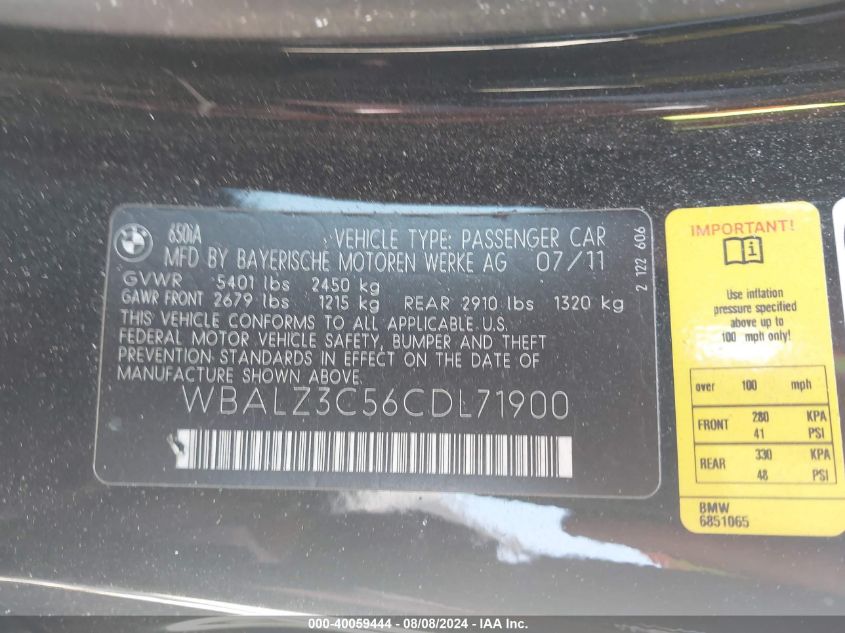 BMW
650iA
VEHICLE TYPE: PASSENGER CAR
MFD BY BAYERISCHE MOTOREN WERKE AG 07/11
GVWR 5401 lbs 2450 kg
GAWR FRONT 2679 lbs 1215 kg REAR 2910 lbs 1320 kg
THIS VEHICLE CONFORMS TO ALL APPLICABLE U.S.
FEDERAL MOTOR VEHICLE SAFETY, BUMPER AND THEFT
PREVENTION STANDARDS IN EFFECT ON THE DATE OF
MANUFACTURE SHOWN ABOVE.
WBALZ3C56CDL71900
2 122 606
IMPORTANT!
Use inflation
pressure specified
above up to
100 mph only!
over 100 mph
FRONT 280 KPA
41 PSI
REAR 330 KPA
48 PSI
BMW
6851065
000-40059444 - 08/08/2024 - IAA Inc.